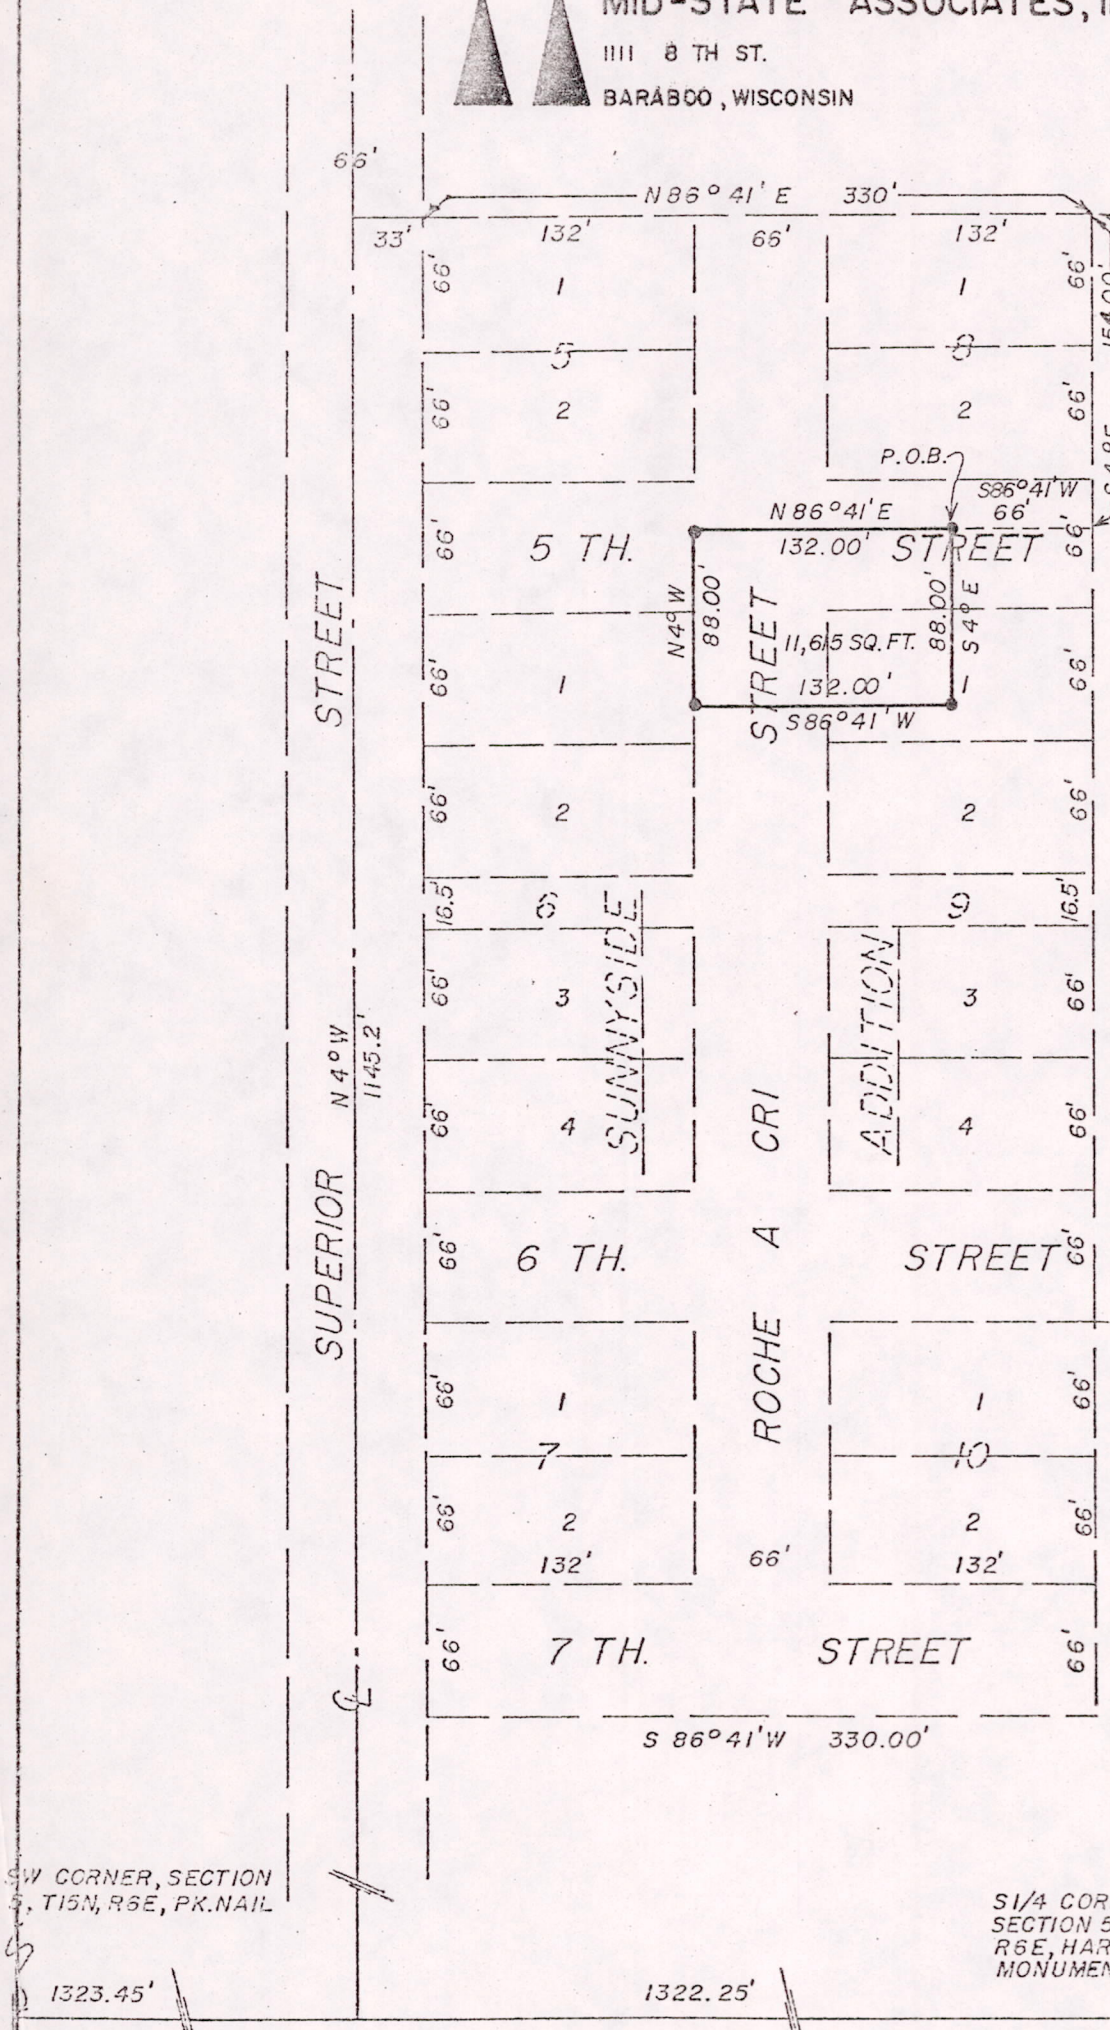 MID-STATE ASSOCIATES, I
1111 8 TH ST.
BARABOO, WISCONSIN
66'
N 86° 41' E 330'
33'
132'
66'
132'
66'
1
1
66'
154.00'
5
8
66'
2
2
66'
P.O.B.
S86°41'W
66'
N 86°41'E
132.00'
66'
5 TH.
STREET
66'
N4°W
88.00'
88.00'
S 4° E
11,615 SQ. FT.
132.00'
S86°41'W
66'
1
1
66'
66'
2
2
66'
16.5'
6
9
16.5'
66'
3
3
66'
66'
4
4
66'
SUNNYSIDE
ADDITION
SUPERIOR
STREET
N 4° W
1145.2'
ROCHE A CRI
STREET
66'
6 TH.
STREET
66'
66'
1
1
66'
7
10
66'
2
2
66'
132'
66'
132'
66'
7 TH.
STREET
66'
S 86°41'W 330.00'
SW CORNER, SECTION
5, T15N, R6E, PK. NAIL
S1/4 COR
SECTION 5
R6E, HAR
MONUMEN
1323.45'
1322.25'